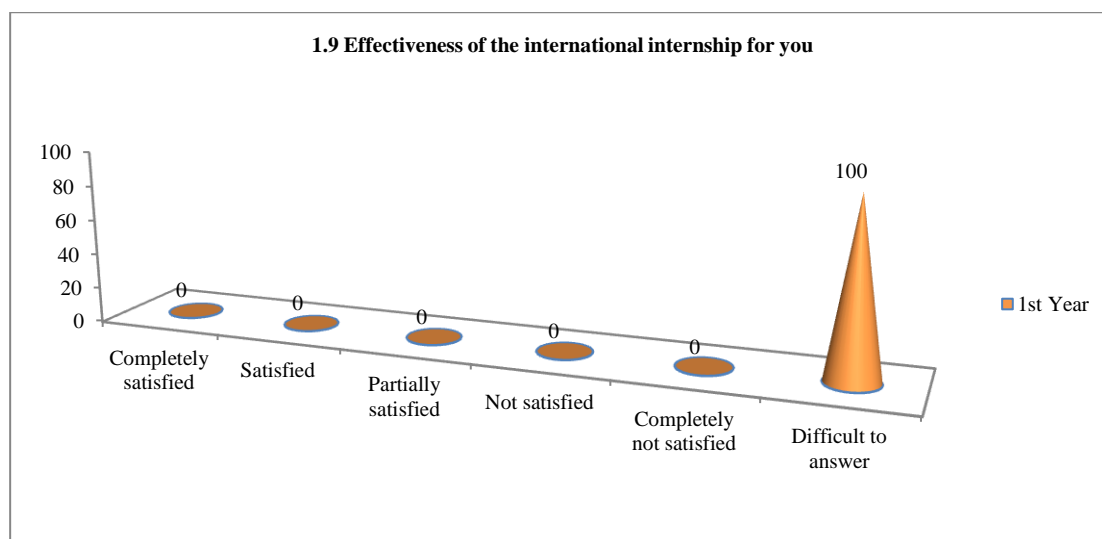 1.9 Effectiveness of the international internship for you
100
80
60
40
20
0
0
0
0
0
0
100
Completely
satisfied
Satisfied
Partially
satisfied
Not satisfied
Completely
not satisfied
Difficult to
answer
1st Year